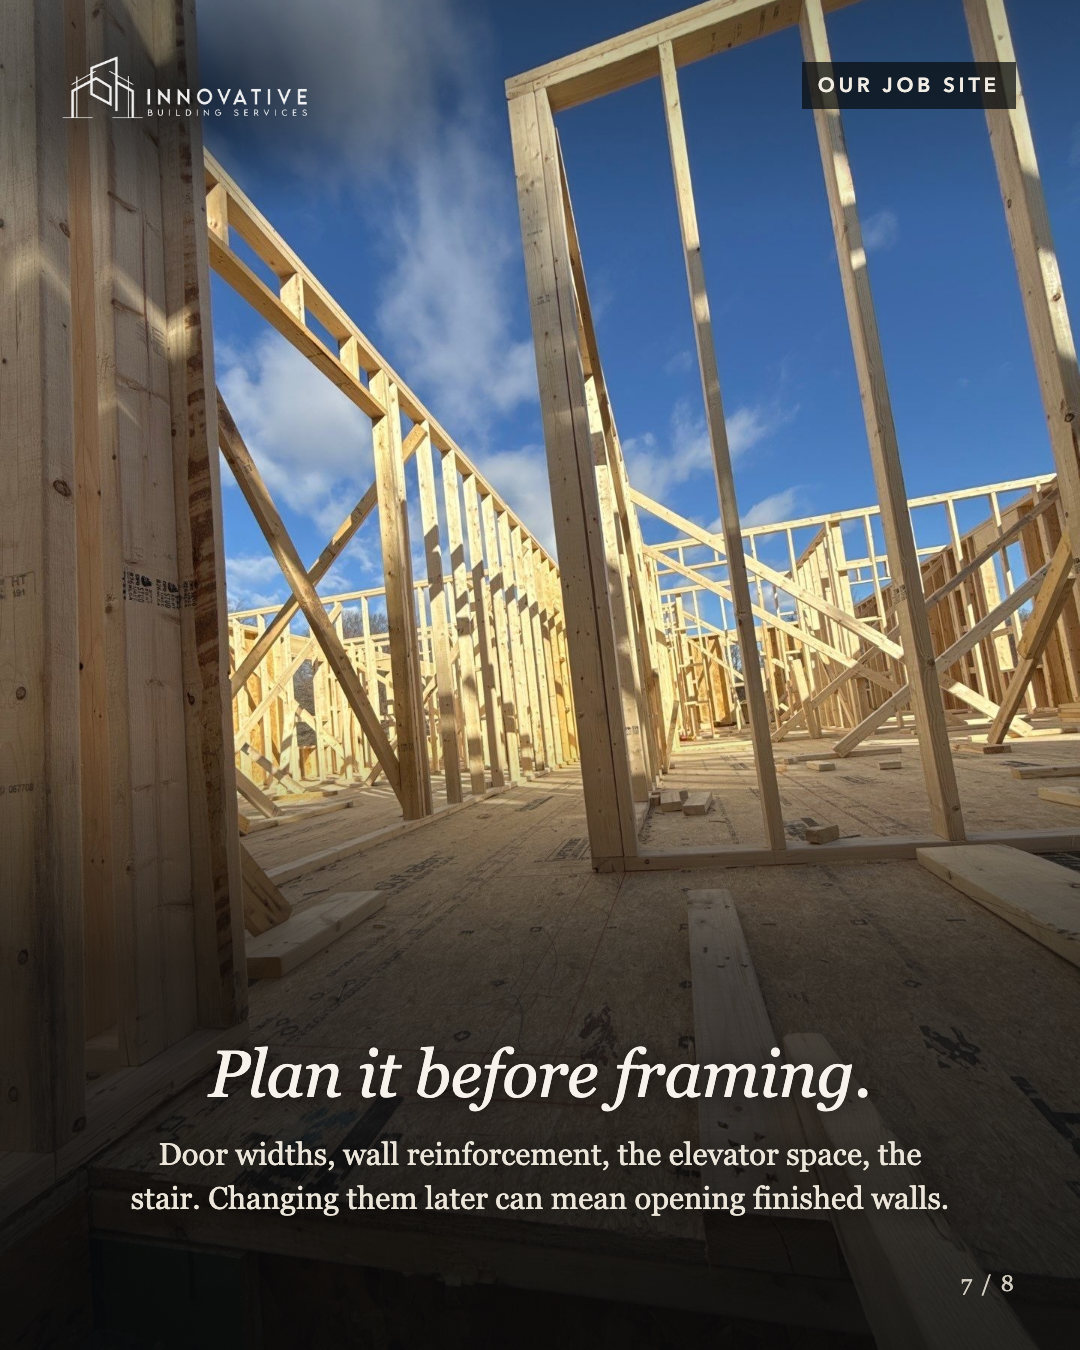 INNOVATIVE
BUILDING SERVICES
OUR JOB SITE
Plan it before framing.
Door widths, wall reinforcement, the elevator space, the
stair. Changing them later can mean opening finished walls.
7 / 8